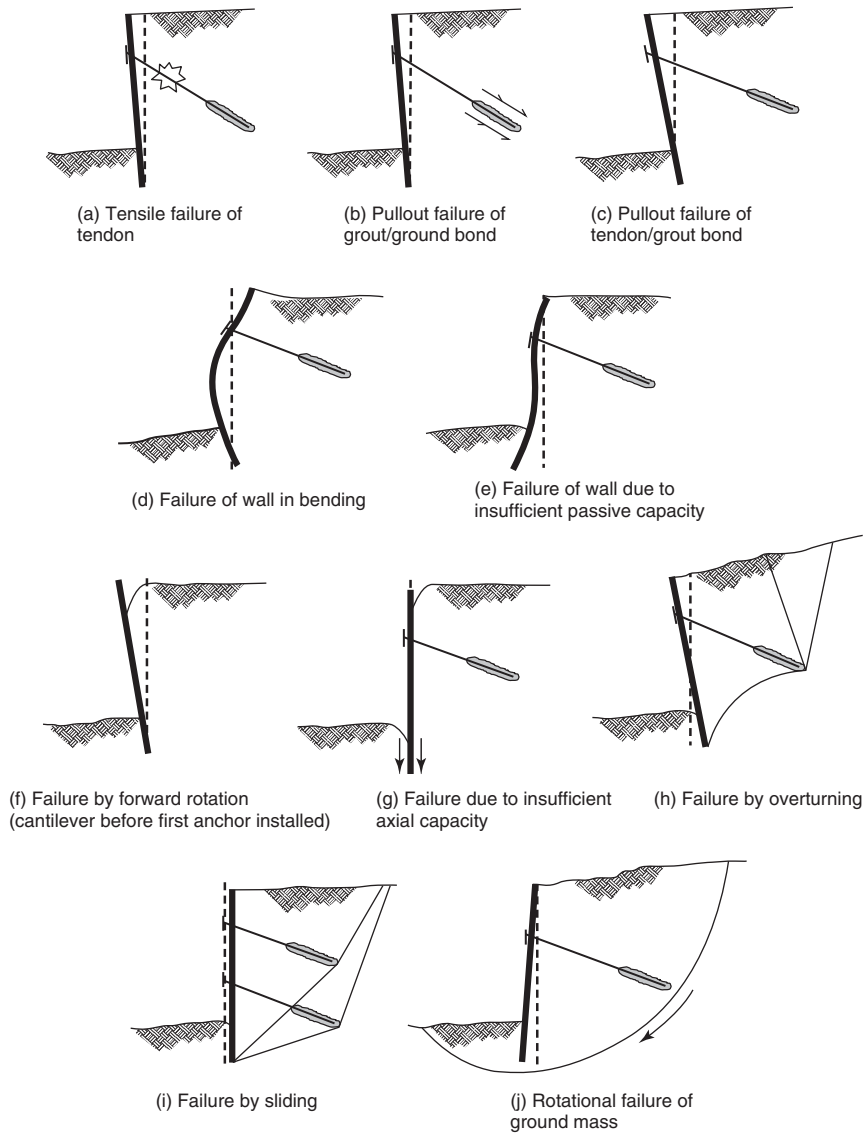 (a) Tensile failure of
tendon
(b) Pullout failure of
grout/ground bond
(c) Pullout failure of
tendon/grout bond
(d) Failure of wall in bending
(e) Failure of wall due to
insufficient passive capacity
(f) Failure by forward rotation
(cantilever before first anchor installed)
(g) Failure due to insufficient
axial capacity
(h) Failure by overturning
(i) Failure by sliding
(j) Rotational failure of
ground mass